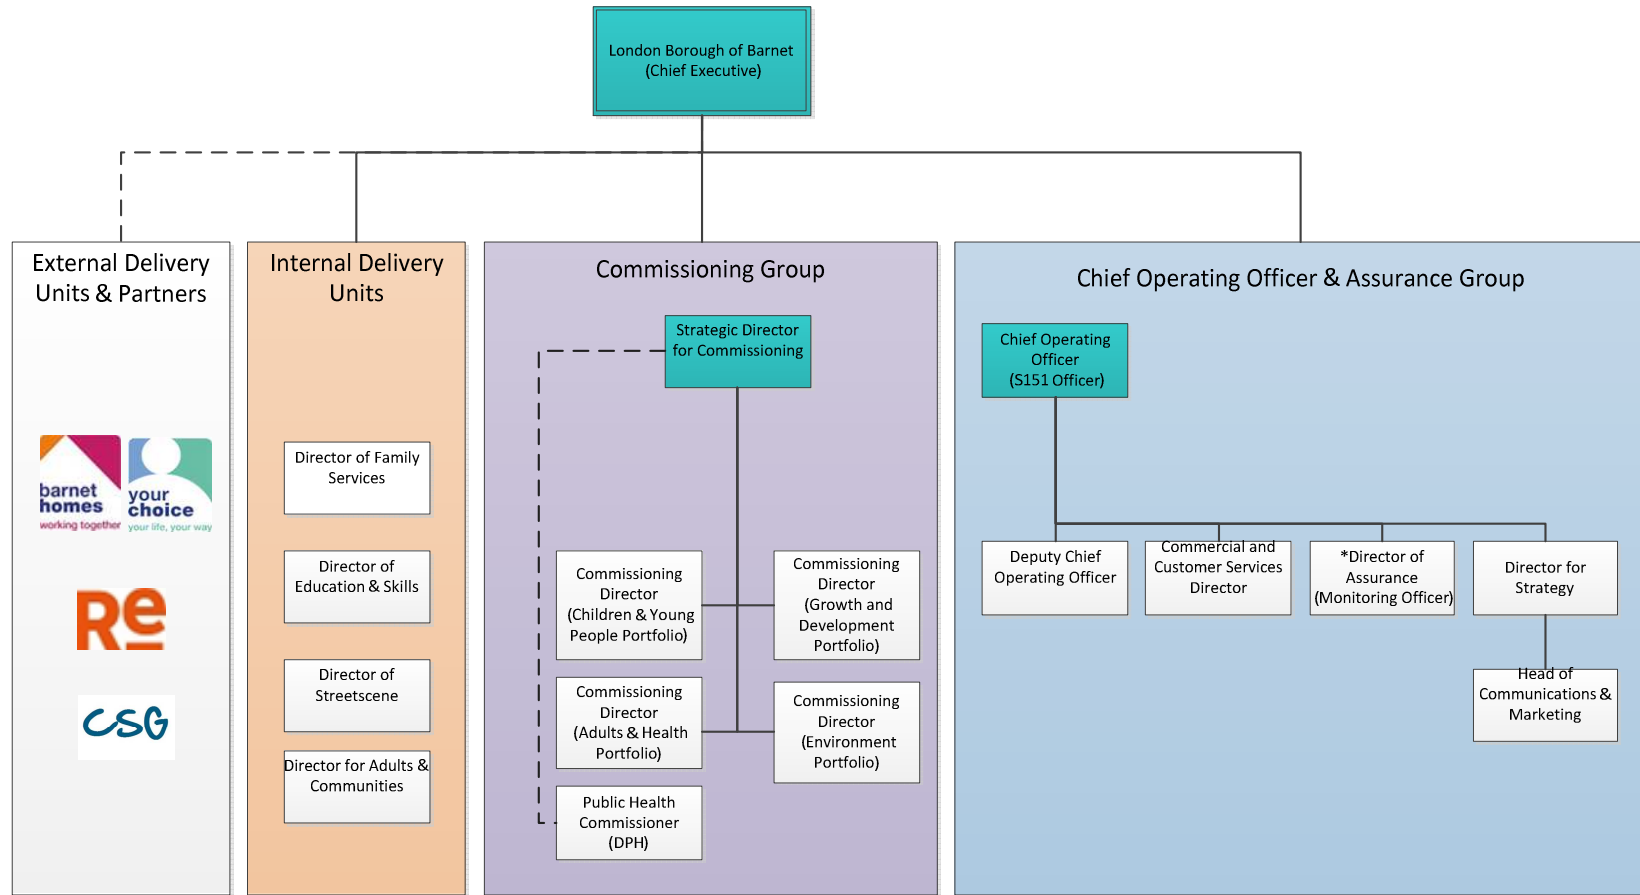 London Borough of Barnet
(Chief Executive)
External Delivery
Units & Partners
barnet
homes
working together
your
choice
your life, your way
Re
CSG
Internal Delivery
Units
Director of Family
Services
Director of
Education & Skills
Director of
Streetscene
Director for Adults &
Communities
Commissioning Group
Strategic Director
for Commissioning
Commissioning
Director
(Children & Young
People Portfolio)
Commissioning
Director
(Growth and
Development
Portfolio)
Commissioning
Director
(Adults & Health
Portfolio)
Commissioning
Director
(Environment
Portfolio)
Public Health
Commissioner
(DPH)
Chief Operating Officer & Assurance Group
Chief Operating
Officer
(S151 Officer)
Deputy Chief
Operating Officer
Commercial and
Customer Services
Director
*Director of
Assurance
(Monitoring Officer)
Director for
Strategy
Head of
Communications &
Marketing